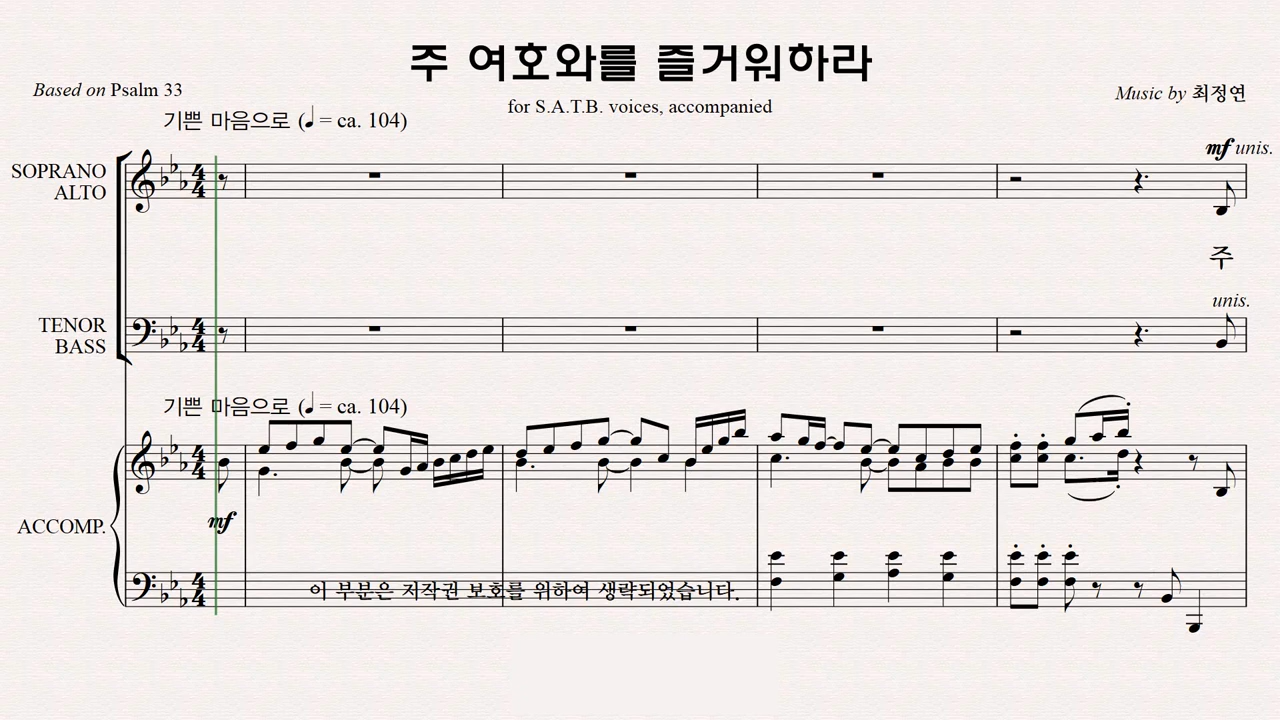 주 여호와를 즐거워하라
Based on Psalm 33
for S.A.T.B. voices, accompanied
Music by 최정연
기쁜 마음으로 (♩ = ca. 104)
mf unis.
SOPRANO
ALTO
주
unis.
TENOR
BASS
기쁜 마음으로 (♩ = ca. 104)
ACCOMP.
mf
이 부분은 저작권 보호를 위하여 생략되었습니다.